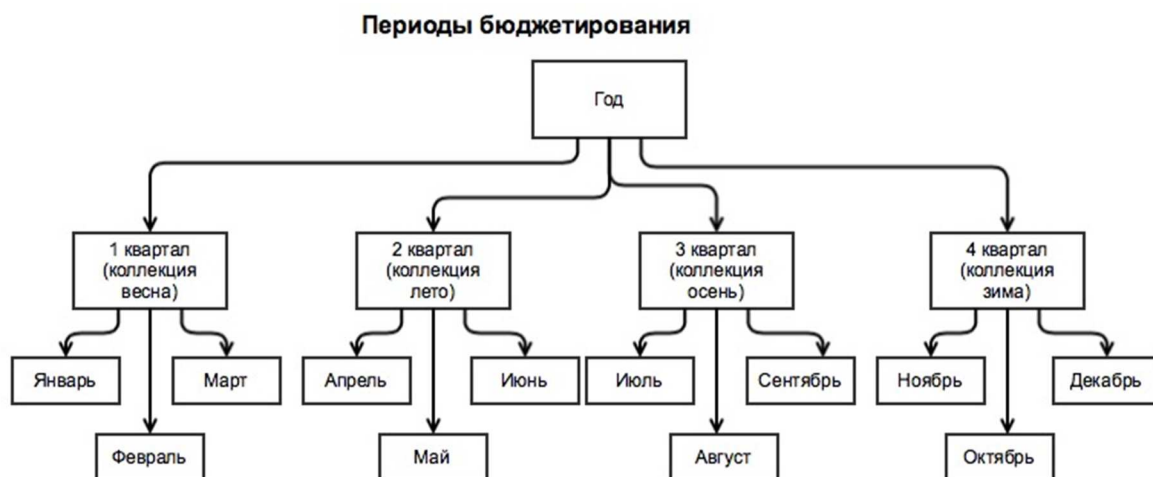 Периоды бюджетирования
Год
1 квартал
(коллекция
весна)
2 квартал
(коллекция
лето)
3 квартал
(коллекция
осень)
4 квартал
(коллекция
зима)
Январь
Март
Апрель
Июнь
Июль
Сентябрь
Ноябрь
Декабрь
Февраль
Май
Август
Октябрь